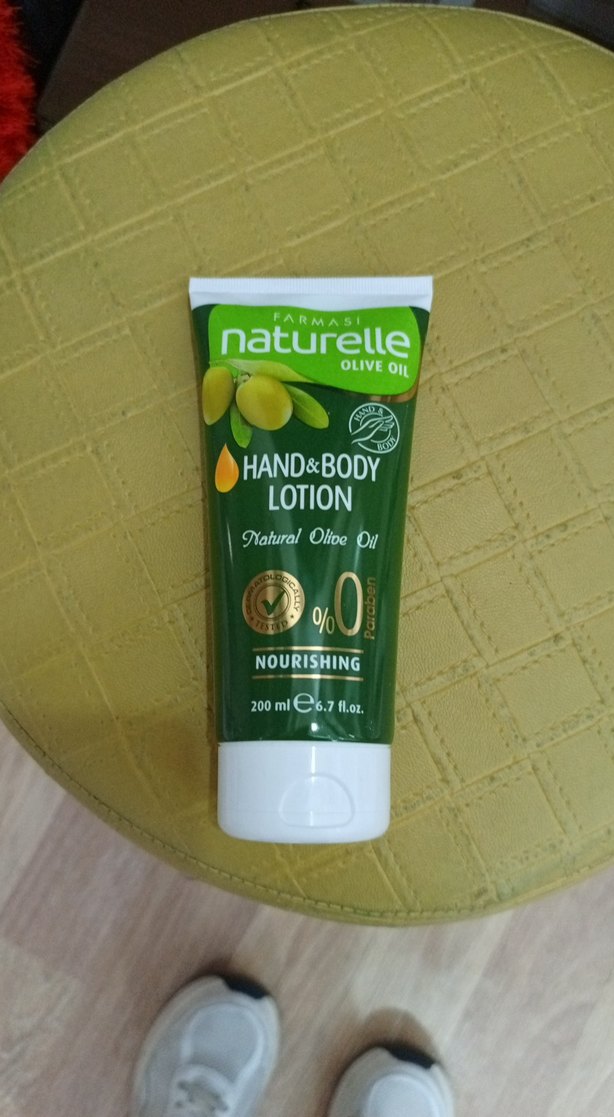 FARMASI
naturelle
OLIVE OIL
HAND &
BODY
HAND&BODY
LOTION
Natural Olive Oil
DERMATOLOGICALLY
TESTED
%0 Paraben
NOURISHING
200 ml e 6.7 fl.oz.